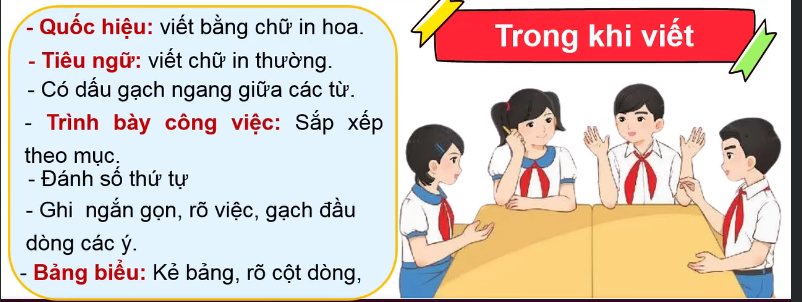 - Quốc hiệu: viết bằng chữ in hoa.
- Tiêu ngữ: viết chữ in thường.
- Có dấu gạch ngang giữa các từ.
- Trình bày công việc: Sắp xếp
theo mục.
- Đánh số thứ tự
- Ghi ngắn gọn, rõ việc, gạch đầu
dòng các ý.
- Bảng biểu: Kẻ bảng, rõ cột dòng,
Trong khi viết